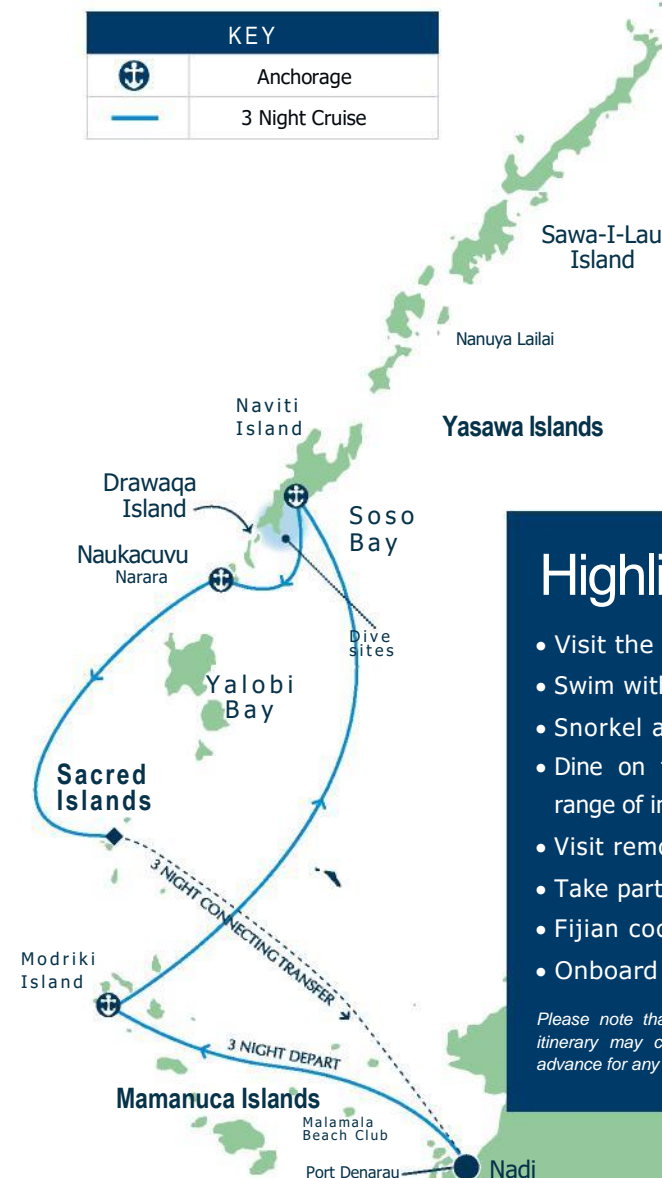 KEY
Anchorage
3 Night Cruise
Sawa-I-Lau
Island
Nanuya Lailai
Naviti
Island
Yasawa Islands
Drawaqa
Island
Soso
Bay
Naukacuvu
Narara
Dive
sites
Yalobi
Bay
Sacred
Islands
3 NIGHT CONNECTING TRANSFER
Modriki
Island
3 NIGHT DEPART
Mamanuca Islands
Malamala
Beach Club
Port Denarau
Nadi
Highli
• Visit the
• Swim with
• Snorkel a
• Dine on
range of i
• Visit remo
• Take part
• Fijian coo
• Onboard
Please note tha
itinerary may c
advance for any